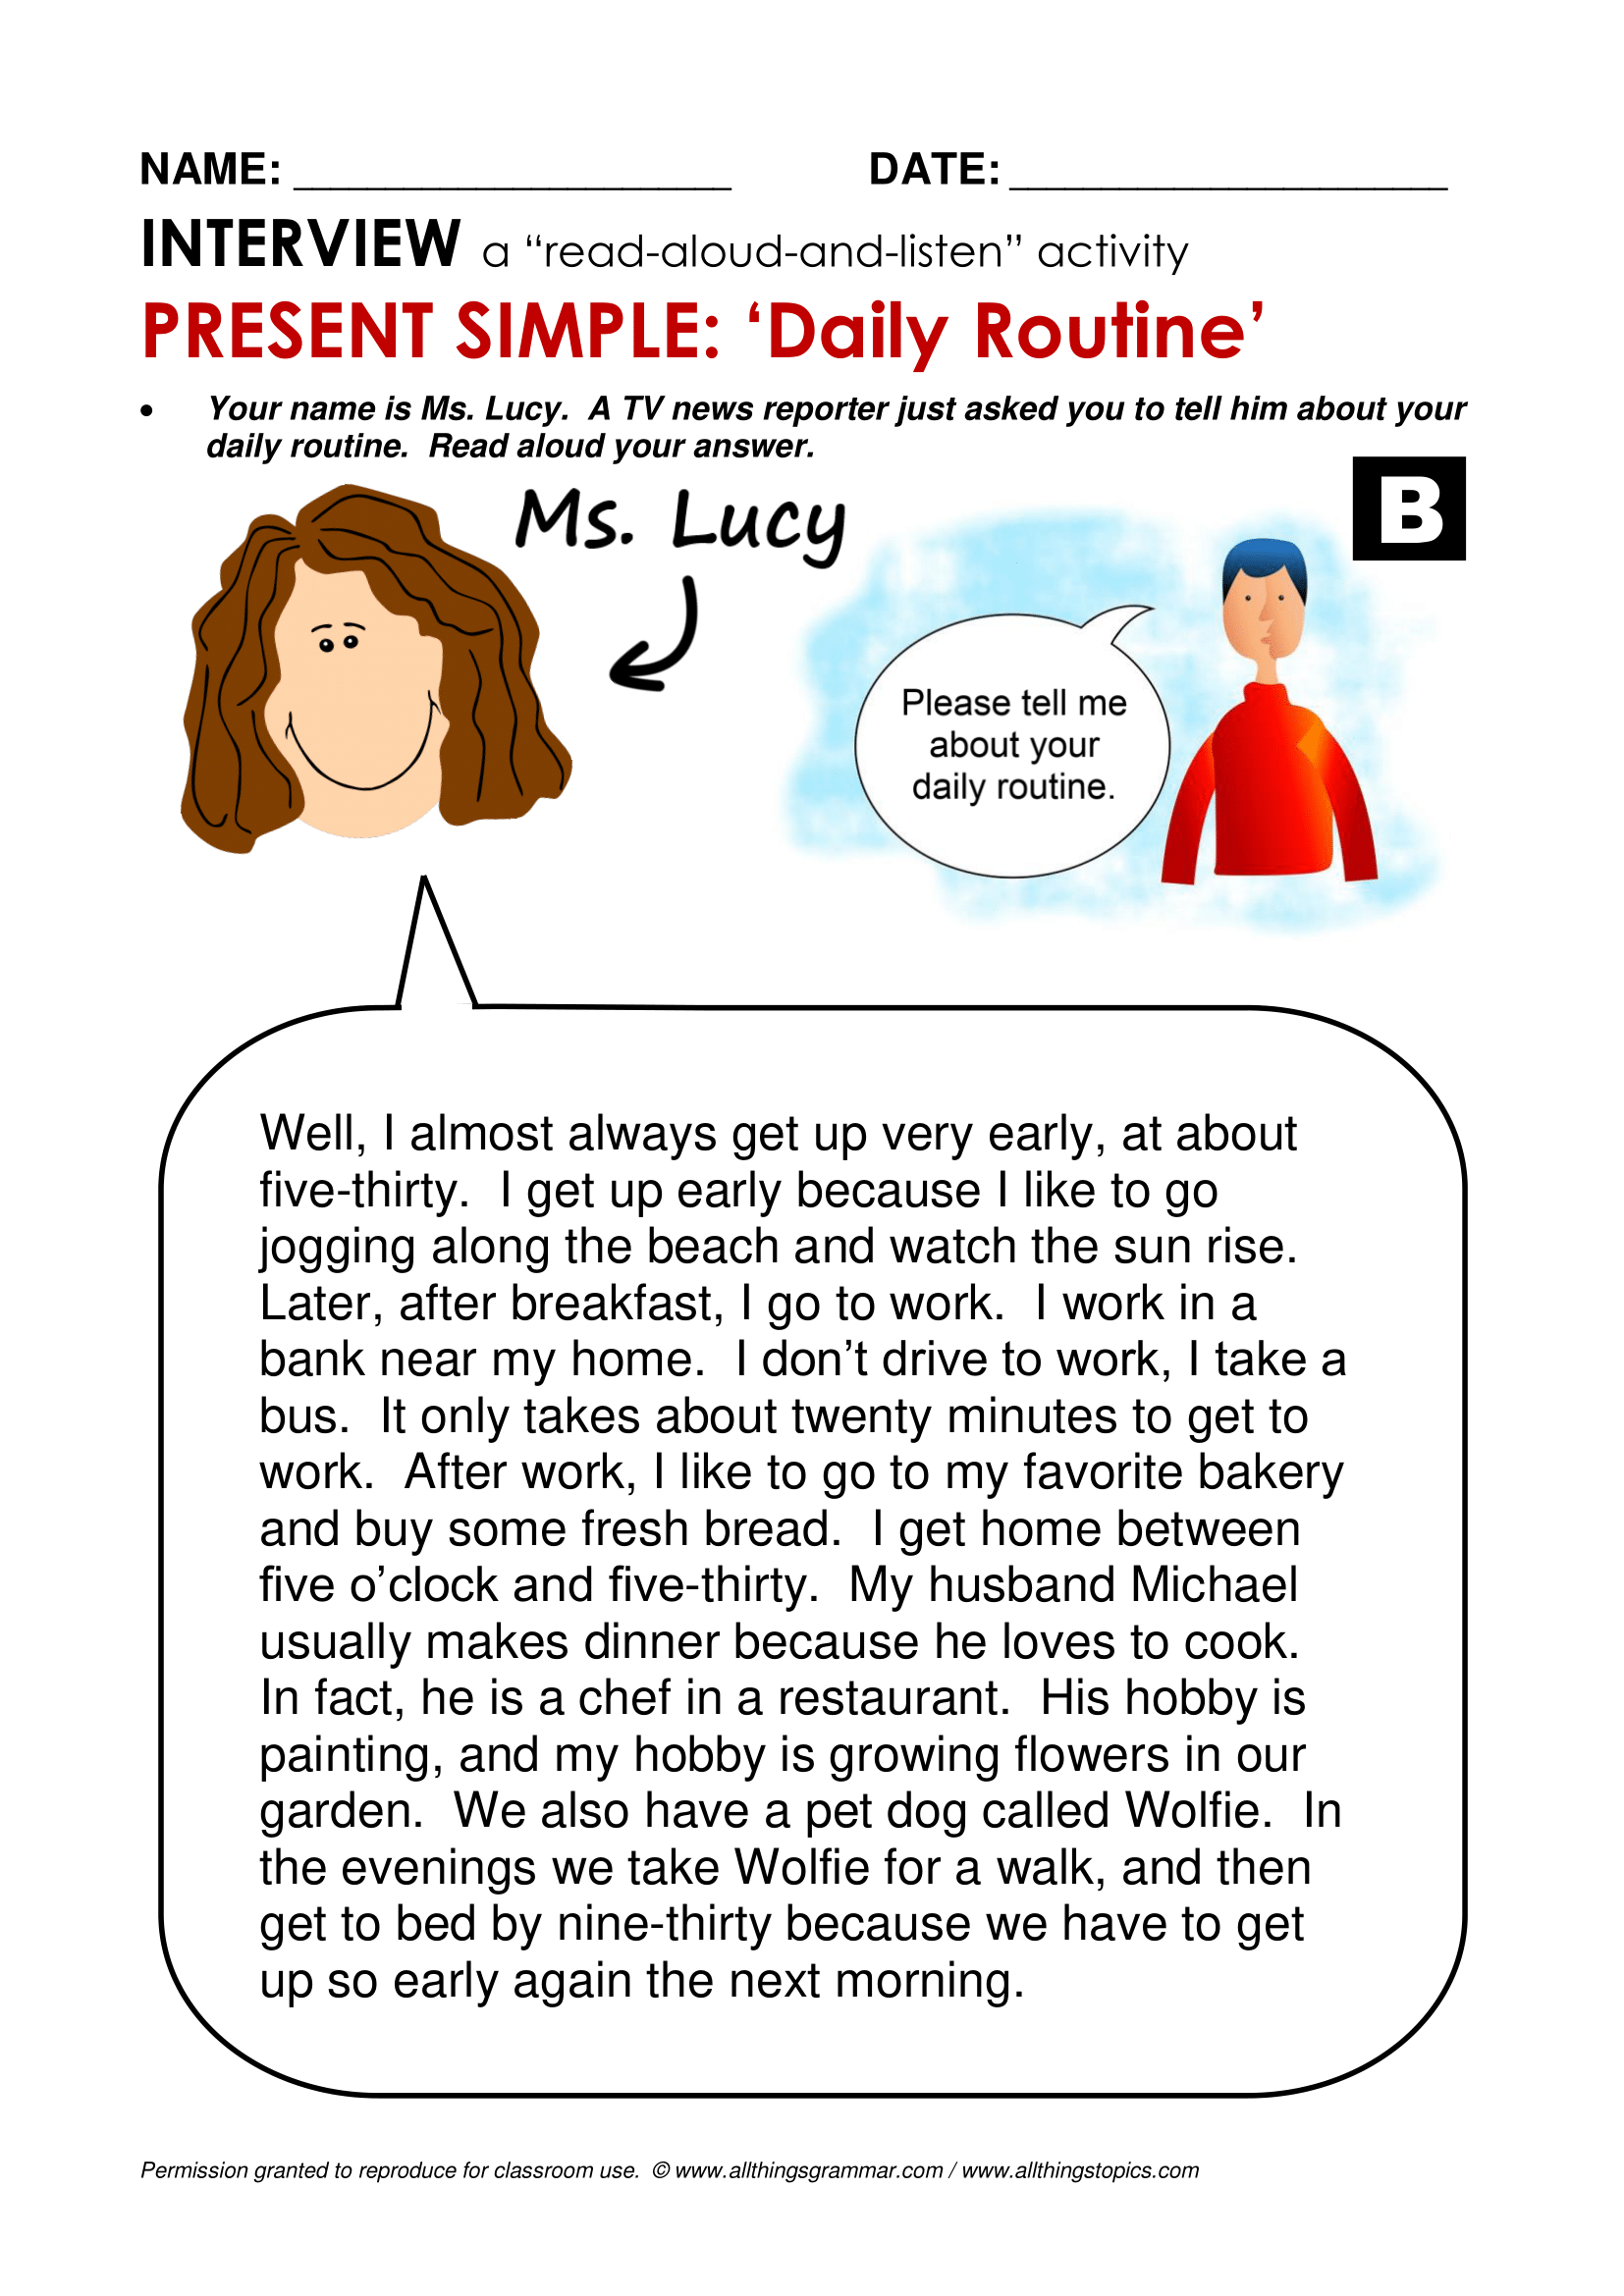 NAME: ____________________ DATE: ____________________
INTERVIEW a “read-aloud-and-listen” activity
PRESENT SIMPLE: ‘Daily Routine’
• Your name is Ms. Lucy.  A TV news reporter just asked you to tell him about your
daily routine.  Read aloud your answer.
B
Ms. Lucy
Please tell me
about your
daily routine.
Well, I almost always get up very early, at about
five-thirty.  I get up early because I like to go
jogging along the beach and watch the sun rise.
Later, after breakfast, I go to work.  I work in a
bank near my home.  I don’t drive to work, I take a
bus.  It only takes about twenty minutes to get to
work.  After work, I like to go to my favorite bakery
and buy some fresh bread.  I get home between
five o’clock and five-thirty.  My husband Michael
usually makes dinner because he loves to cook.
In fact, he is a chef in a restaurant.  His hobby is
painting, and my hobby is growing flowers in our
garden.  We also have a pet dog called Wolfie.  In
the evenings we take Wolfie for a walk, and then
get to bed by nine-thirty because we have to get
up so early again the next morning.
Permission granted to reproduce for classroom use.  © www.allthingsgrammar.com / www.allthingstopics.com